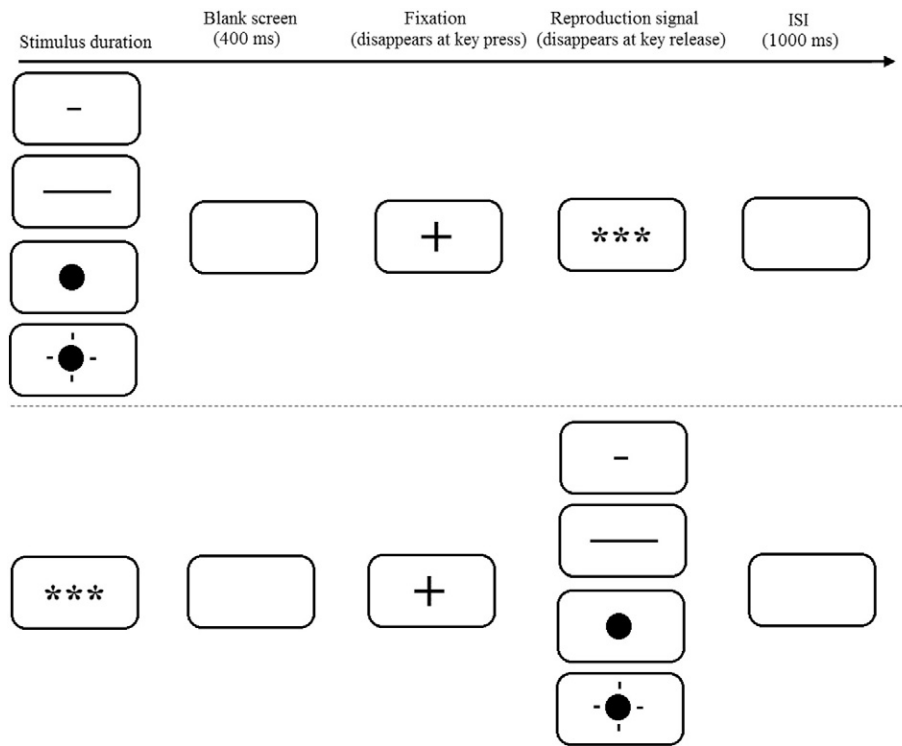 Stimulus duration
Blank screen
(400 ms)
Fixation
(disappears at key press)
Reproduction signal
(disappears at key release)
ISI
(1000 ms)
+
***
***
+